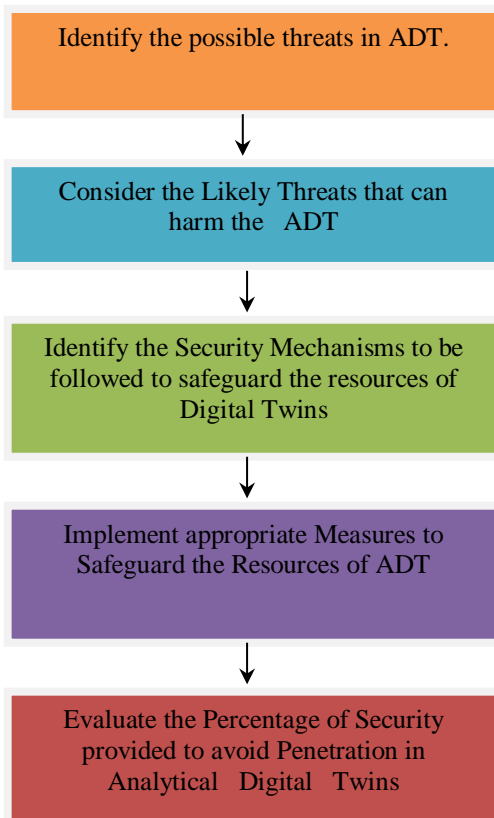 Identify the possible threats in ADT.
Consider the Likely Threats that can
harm the ADT
Identify the Security Mechanisms to be
followed to safeguard the resources of
Digital Twins
Implement appropriate Measures to
Safeguard the Resources of ADT
Evaluate the Percentage of Security
provided to avoid Penetration in
Analytical Digital Twins